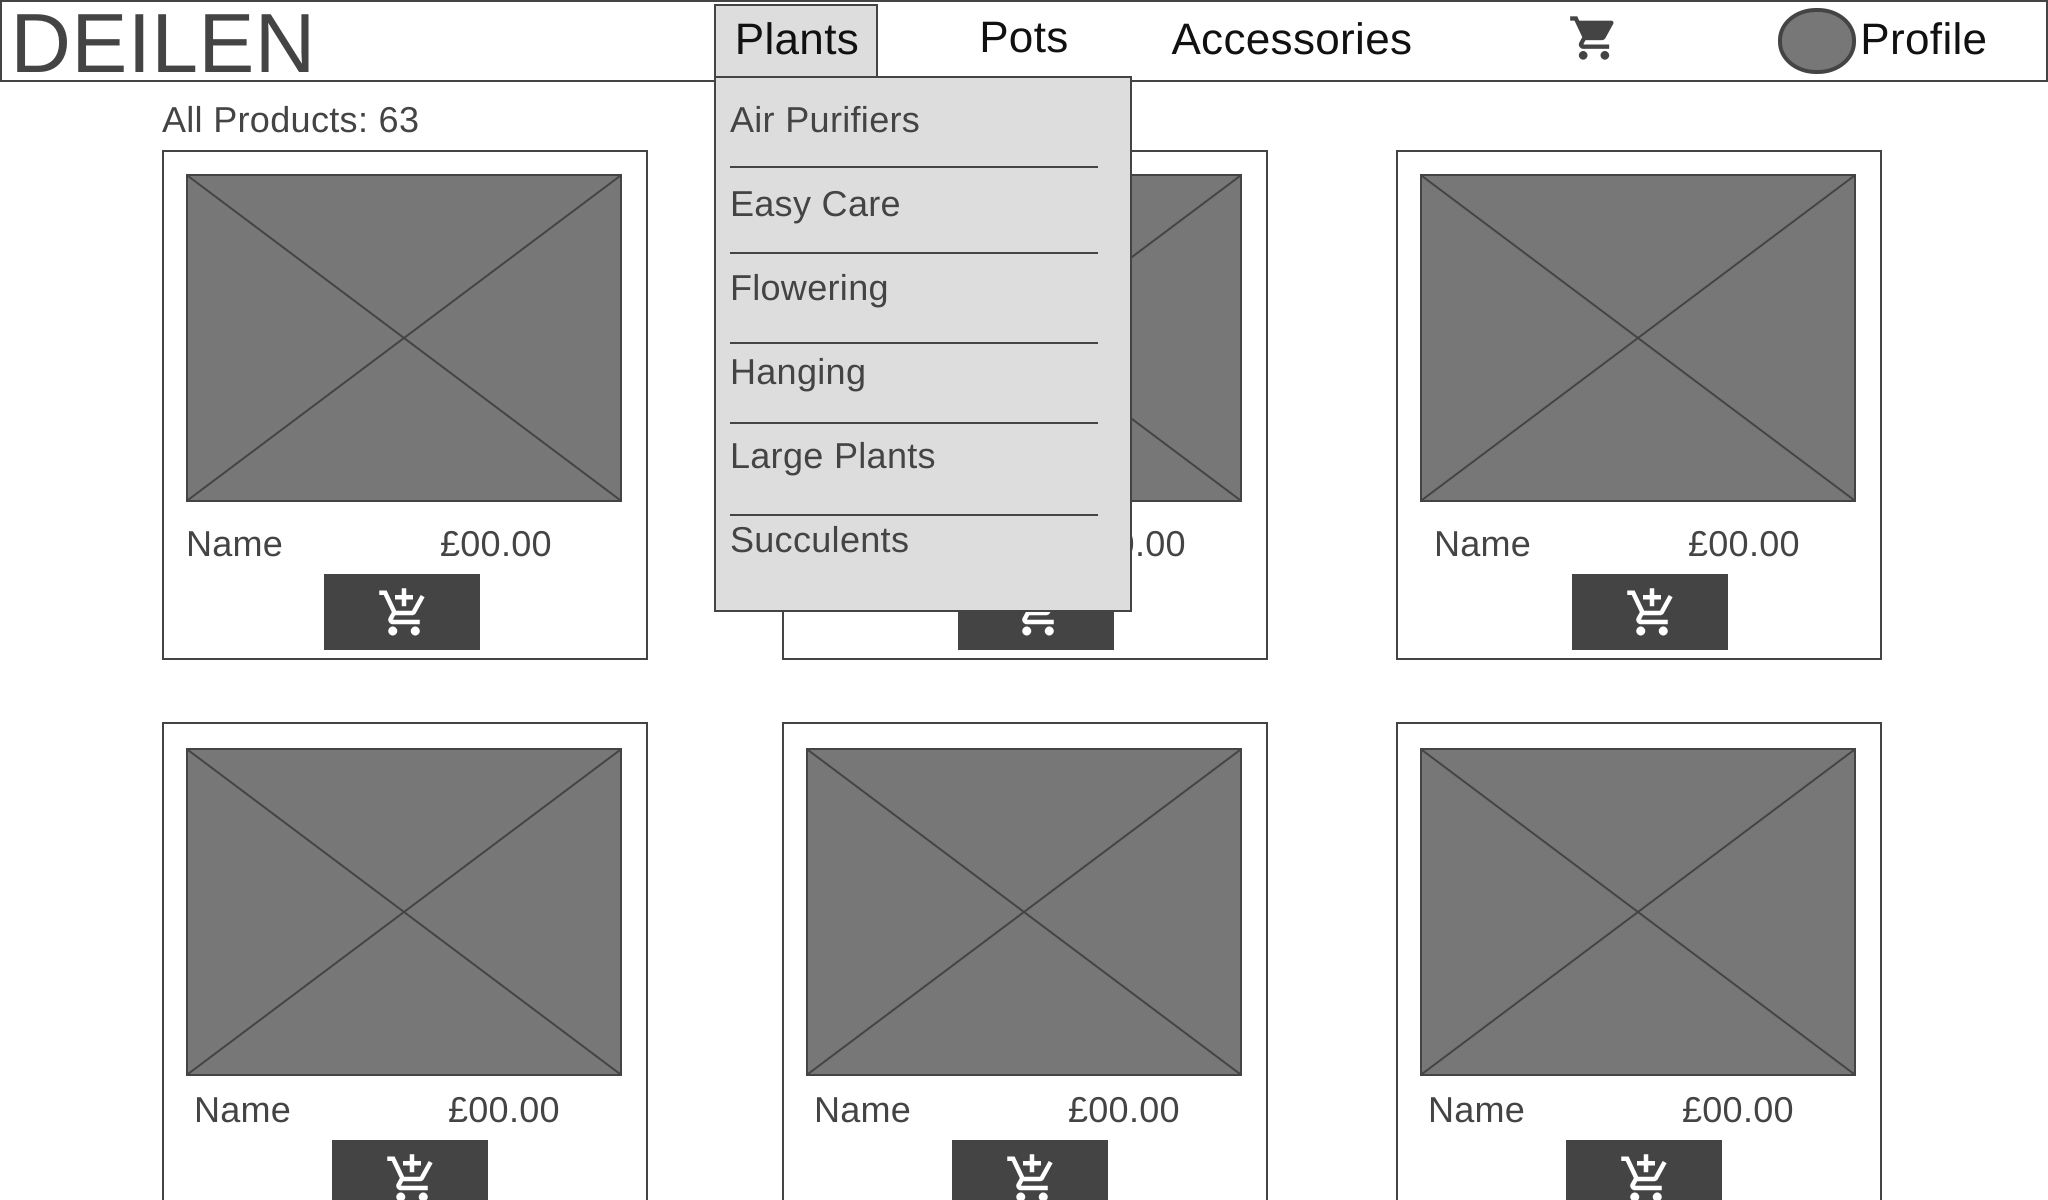 DEILEN
Plants
Pots
Accessories
Profile
All Products: 63
Air Purifiers
Easy Care
Flowering
Hanging
Large Plants
Succulents
Name £00.00
.00
Name £00.00
Name £00.00
Name £00.00
Name £00.00